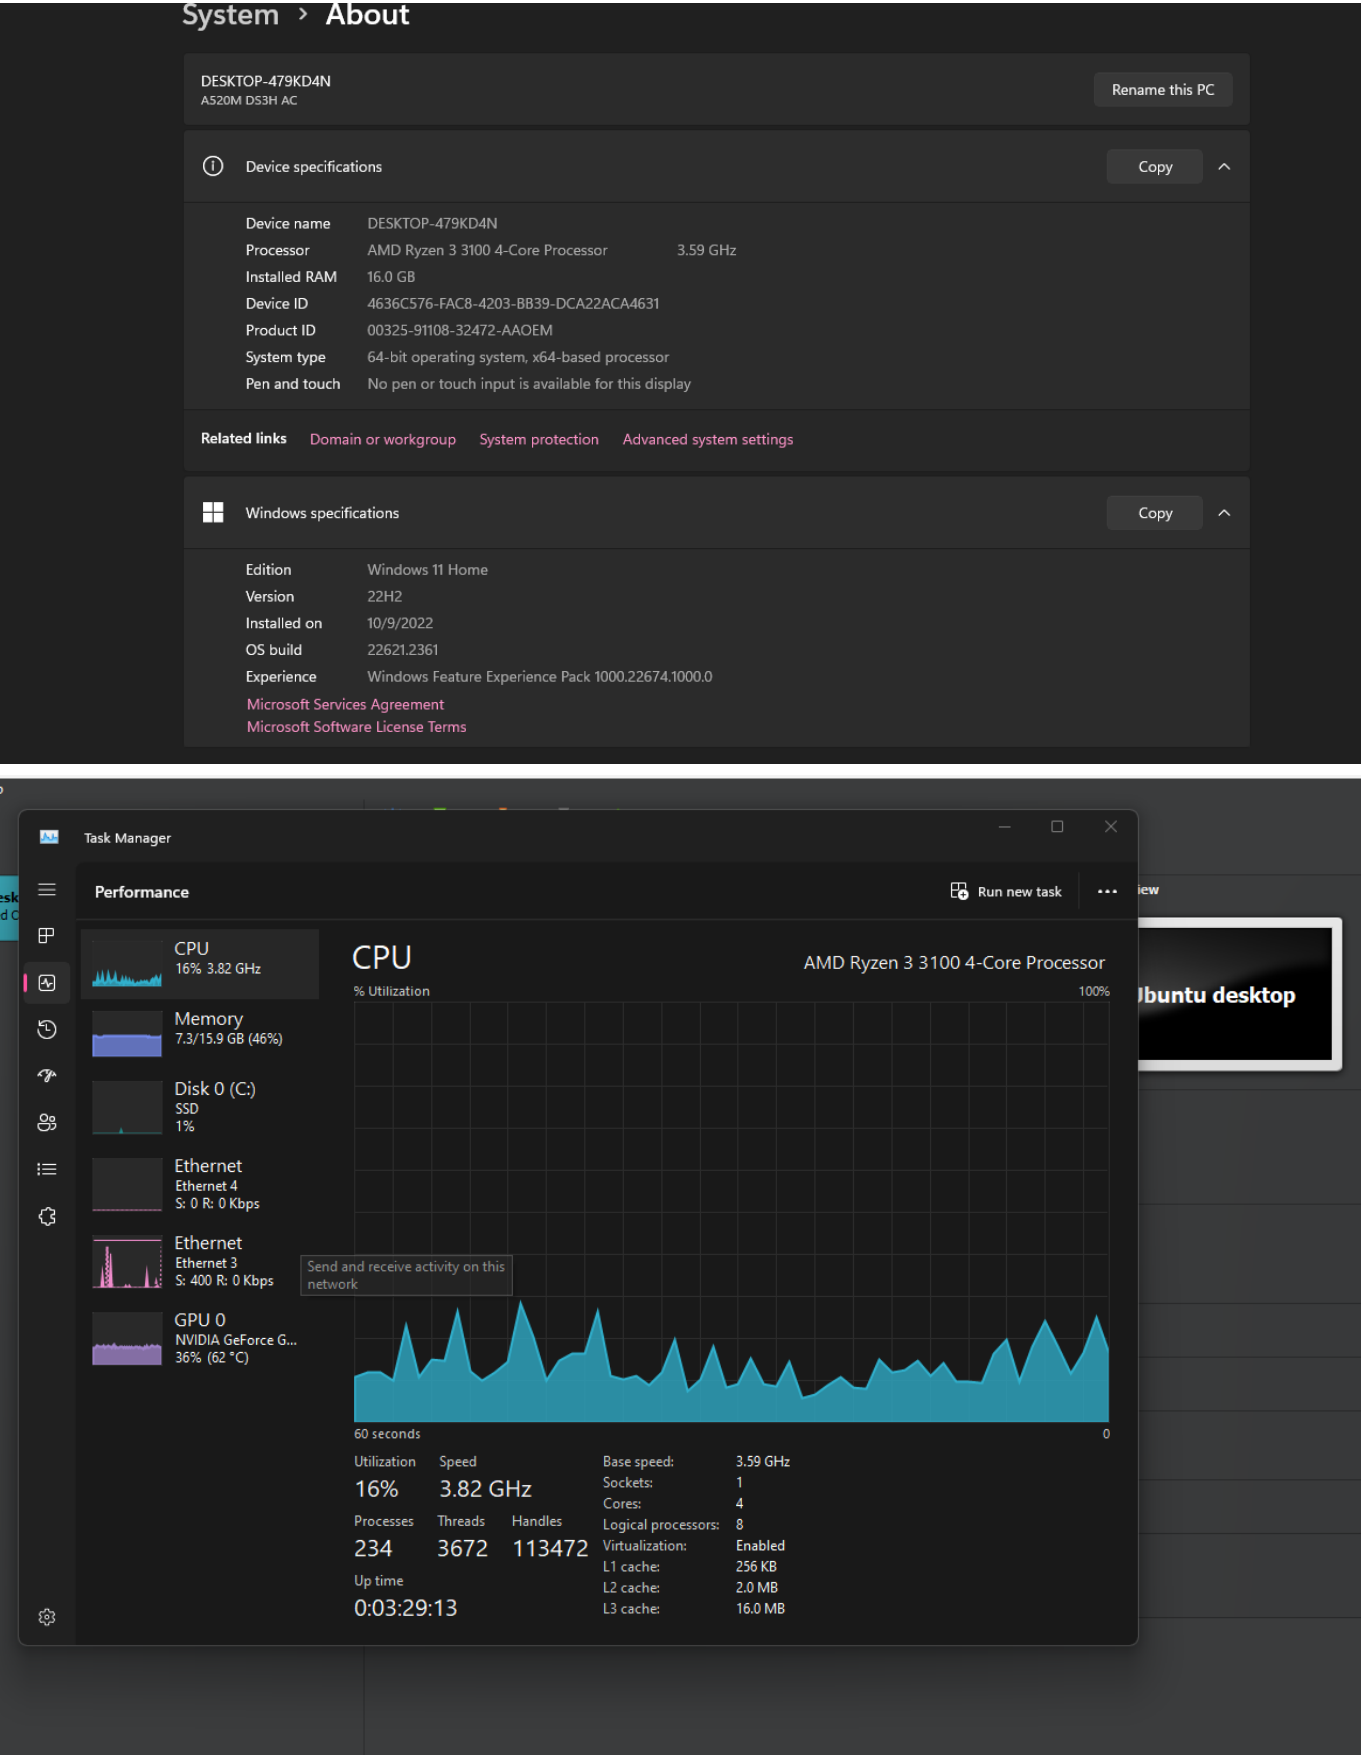 System > About
DESKTOP-479KD4N
A520M DS3H AC
Rename this PC
Device specifications
Copy
Device name DESKTOP-479KD4N
Processor AMD Ryzen 3 3100 4-Core Processor 3.59 GHz
Installed RAM 16.0 GB
Device ID 4636C576-FAC8-4203-BB39-DCA22ACA4631
Product ID 00325-91108-32472-AAOEM
System type 64-bit operating system, x64-based processor
Pen and touch No pen or touch input is available for this display
Related links Domain or workgroup System protection Advanced system settings
Windows specifications
Copy
Edition Windows 11 Home
Version 22H2
Installed on 10/9/2022
OS build 22621.2361
Experience Windows Feature Experience Pack 1000.22674.1000.0
Microsoft Services Agreement
Microsoft Software License Terms
Task Manager
Performance
Run new task
CPU
16% 3.82 GHz
Memory
7.3/15.9 GB (46%)
Disk 0 (C:)
SSD
1%
Ethernet
Ethernet 4
S: 0 R: 0 Kbps
Ethernet
Ethernet 3
S: 400 R: 0 Kbps
GPU 0
NVIDIA GeForce G...
36% (62 °C)
CPU
AMD Ryzen 3 3100 4-Core Processor
% Utilization 100%
Send and receive activity on this
network
60 seconds 0
Utilization Speed
16% 3.82 GHz
Processes Threads Handles
234 3672 113472
Up time
0:03:29:13
Base speed: 3.59 GHz
Sockets: 1
Cores: 4
Logical processors: 8
Virtualization: Enabled
L1 cache: 256 KB
L2 cache: 2.0 MB
L3 cache: 16.0 MB
iew
Ubuntu desktop